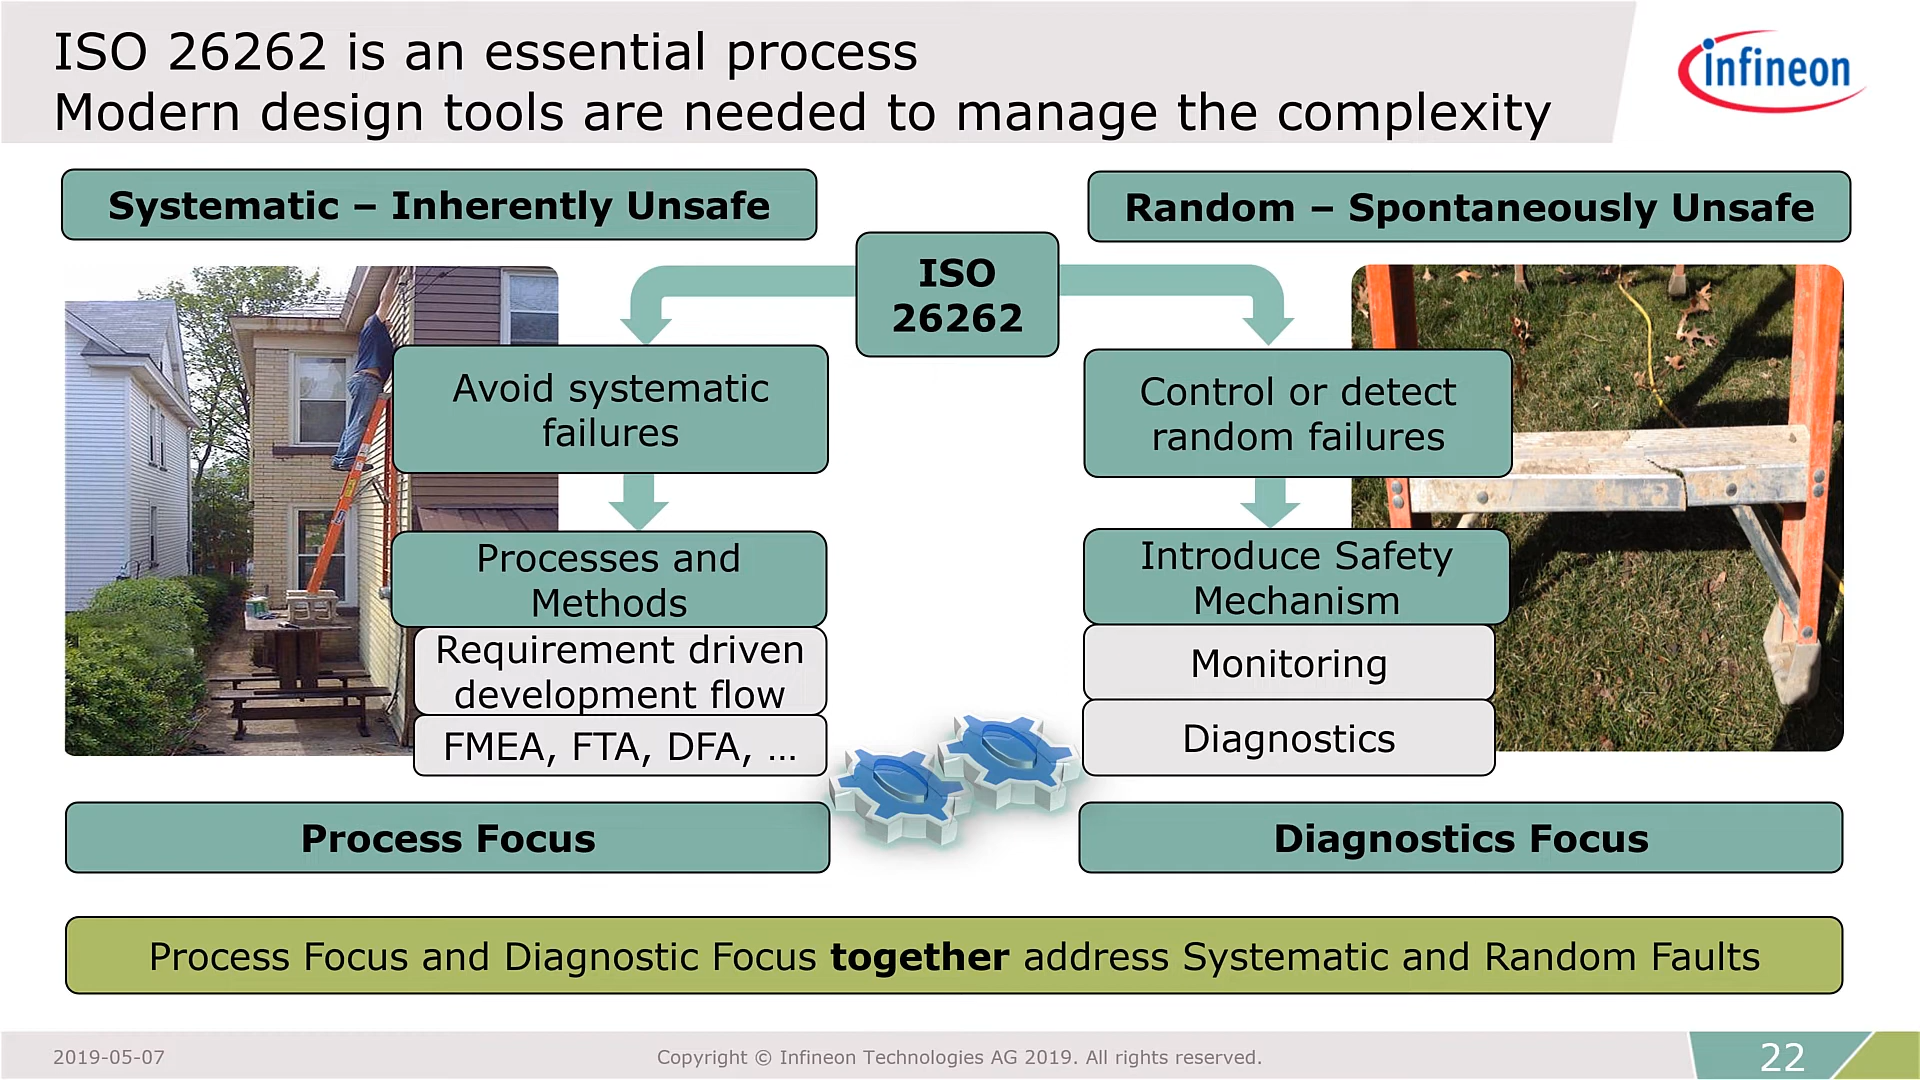 ISO 26262 is an essential process
Modern design tools are needed to manage the complexity
infineon
Systematic – Inherently Unsafe
Random – Spontaneously Unsafe
ISO
26262
Avoid systematic
failures
Control or detect
random failures
Processes and
Methods
Introduce Safety
Mechanism
Requirement driven
development flow
Monitoring
FMEA, FTA, DFA, …
Diagnostics
Process Focus
Diagnostics Focus
Process Focus and Diagnostic Focus together address Systematic and Random Faults
2019-05-07
Copyright © Infineon Technologies AG 2019. All rights reserved.
22